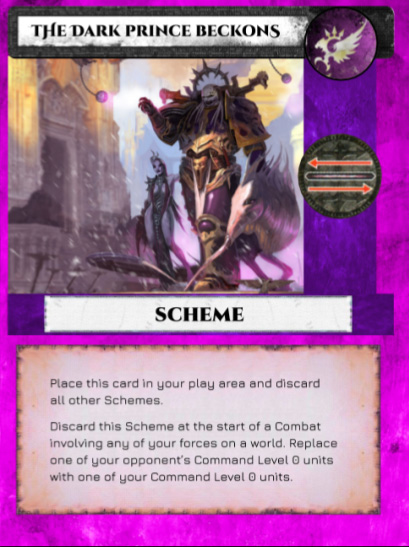 THE DARK PRINCE BECKONS
SCHEME
Place this card in your play area and discard
all other Schemes.
Discard this Scheme at the start of a Combat
involving any of your forces on a world. Replace
one of your opponent's Command Level 0 units
with one of your Command Level 0 units.